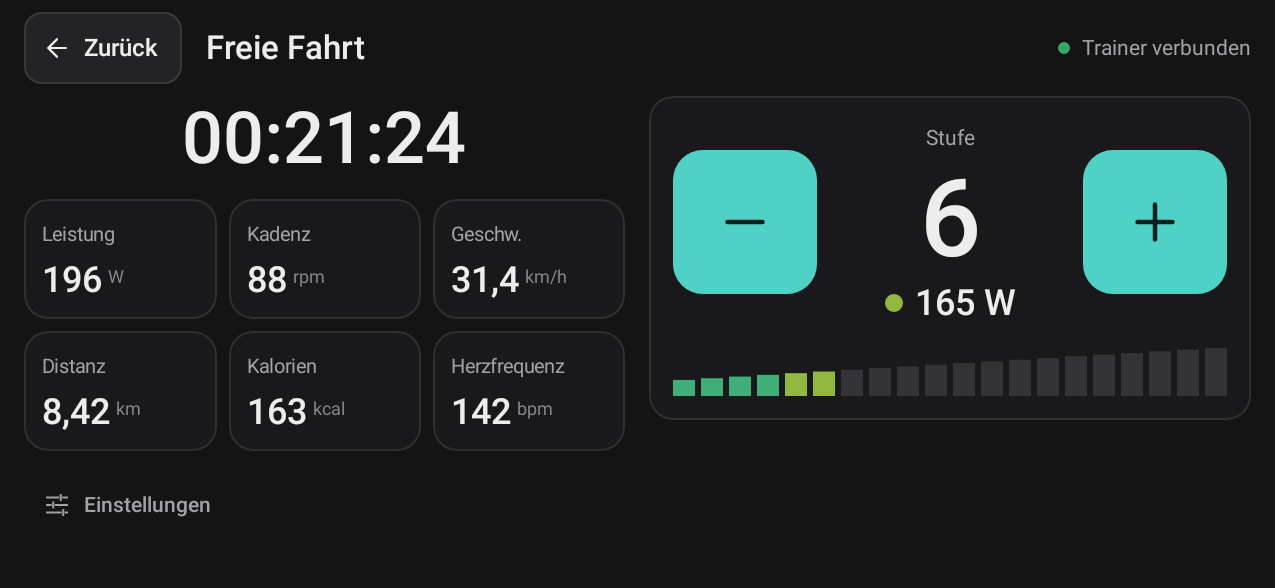 Zurück
Freie Fahrt
Trainer verbunden
00:21:24
Leistung
196 W
Kadenz
88 rpm
Geschw.
31,4 km/h
Distanz
8,42 km
Kalorien
163 kcal
Herzfrequenz
142 bpm
Einstellungen
Stufe
−
6
+
165 W